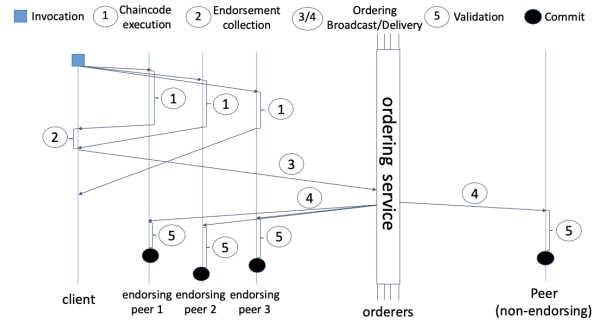 Invocation
1 Chaincode
execution
2 Endorsement
collection
3/4 Ordering
Broadcast/Delivery
5 Validation
Commit
1
1
1
2
3
ordering service
4
4
5
5
5
5
client
endorsing
peer 1
endorsing
peer 2
endorsing
peer 3
orderers
Peer
(non-endorsing)